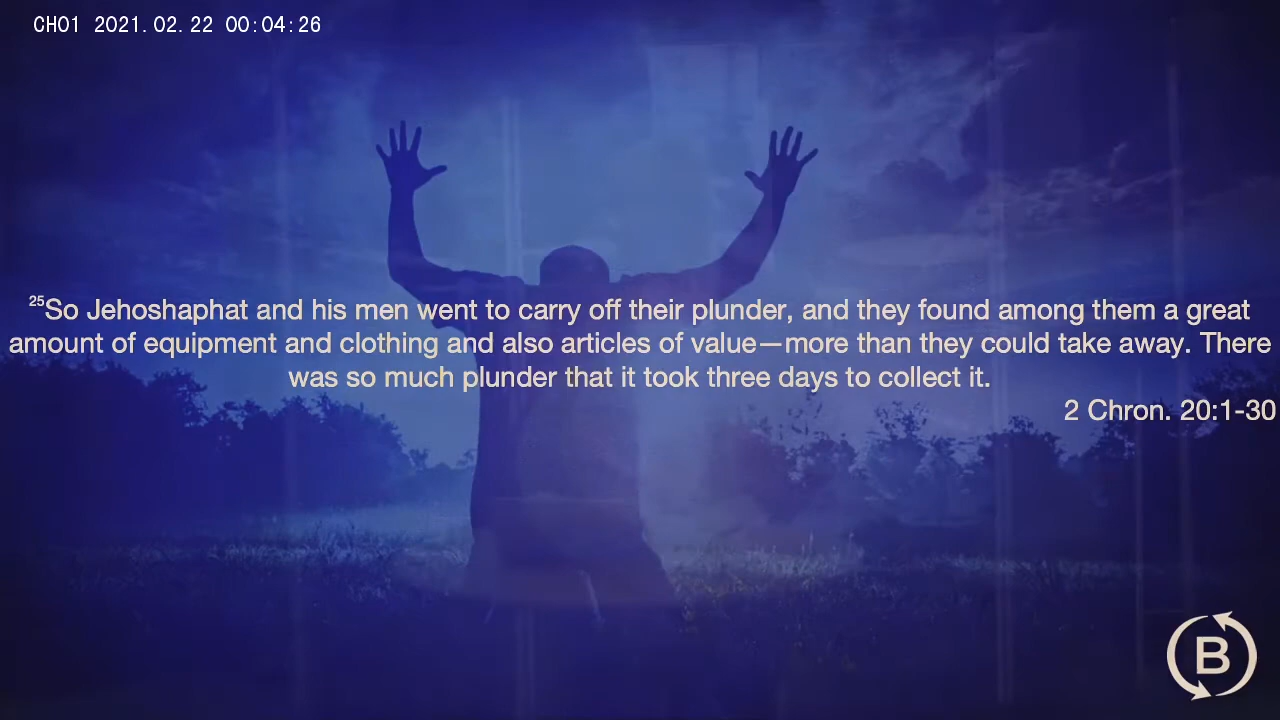 CH01 2021.02.22 00:04:26
²⁵So Jehoshaphat and his men went to carry off their plunder, and they found among them a great
amount of equipment and clothing and also articles of value—more than they could take away. There
was so much plunder that it took three days to collect it.
2 Chron. 20:1-30
B